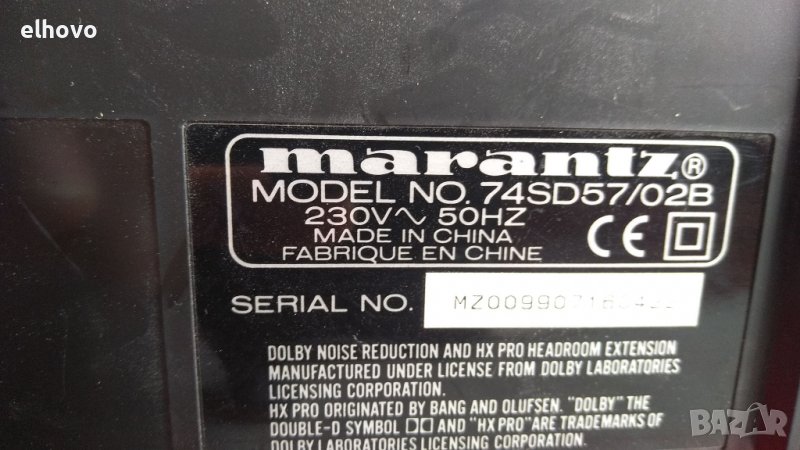 elhovo
marantz®
MODEL NO. 74SD57/02B
230V~ 50HZ
MADE IN CHINA
FABRIQUE EN CHINE
CE
SERIAL NO.
DOLBY NOISE REDUCTION AND HX PRO HEADROOM EXTENSION
MANUFACTURED UNDER LICENSE FROM DOLBY LABORATORIES
LICENSING CORPORATION.
HX PRO ORIGINATED BY BANG AND OLUFSEN. "DOLBY" THE
DOUBLE-D SYMBOL AND "HX PRO" ARE TRADEMARKS OF
DOLBY LABORATORIES LICENSING CORPORATION.
BAZAR